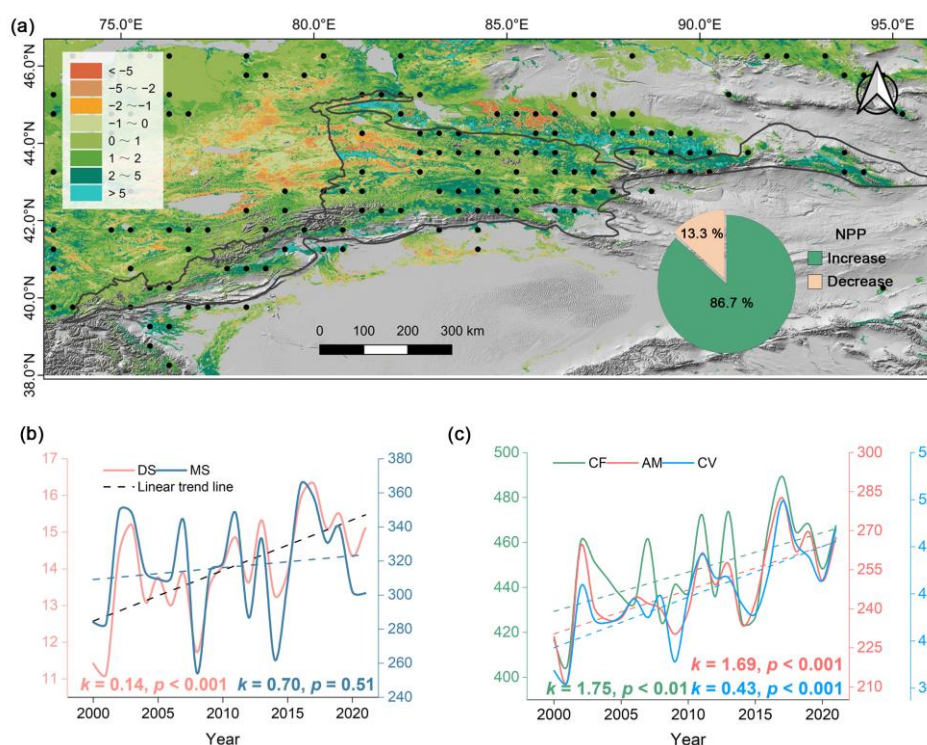 (a)
75.0°E 80.0°E 85.0°E 90.0°E 95.0°E
46.0°N
44.0°N
42.0°N
40.0°N
38.0°N
< −5
−5 ~ −2
−2 ~ −1
−1 ~ 0
0 ~ 1
1 ~ 2
2 ~ 5
> 5
NPP
Increase
Decrease
13.3 %
86.7 %
0 100 200 300 km
(b)
17
16
15
14
13
12
11
DS MS
Linear trend line
380
360
340
320
300
280
260
240
k = 0.14, p < 0.001 k = 0.70, p = 0.51
2000 2005 2010 2015 2020
Year
(c)
500
480
460
440
420
400
CF AM CV
300
290
270
250
230
210
k = 1.69, p < 0.001
k = 1.75, p < 0.01 k = 0.43, p < 0.001
2000 2005 2010 2015 2020
Year